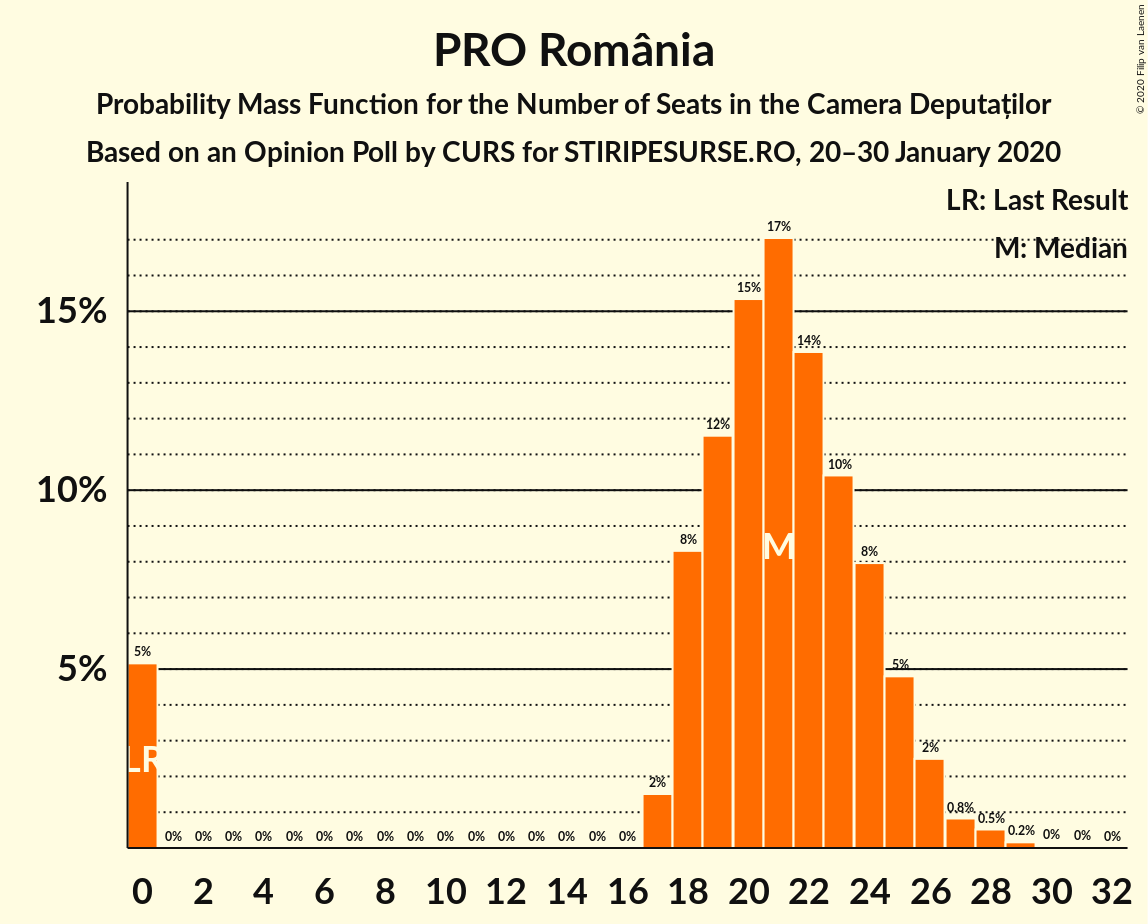 PRO România
Probability Mass Function for the Number of Seats in the Camera Deputaților
Based on an Opinion Poll by CURS for STIRIPESURSE.RO, 20–30 January 2020
© 2020 Filip van Laenen
LR: Last Result
M: Median
15%
10%
5%
5% 0% 0% 0% 0% 0% 0% 0% 0% 0% 0% 0% 0% 0% 0% 0% 0% 2% 8% 12% 15% 17% 14% 10% 8% 5% 2% 0.8% 0.5% 0.2% 0% 0% 0%
LR
M
0 2 4 6 8 10 12 14 16 18 20 22 24 26 28 30 32